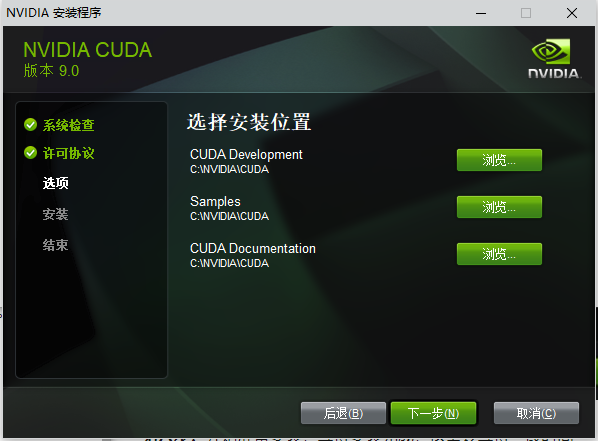 NVIDIA 安装程序
NVIDIA CUDA
版本 9.0
NVIDIA
系统检查
许可协议
选项
安装
结束
选择安装位置
CUDA Development
C:\NVIDIA\CUDA
浏览...
Samples
C:\NVIDIA\CUDA
浏览...
CUDA Documentation
C:\NVIDIA\CUDA
浏览...
后退(B)
下一步(N)
取消(C)